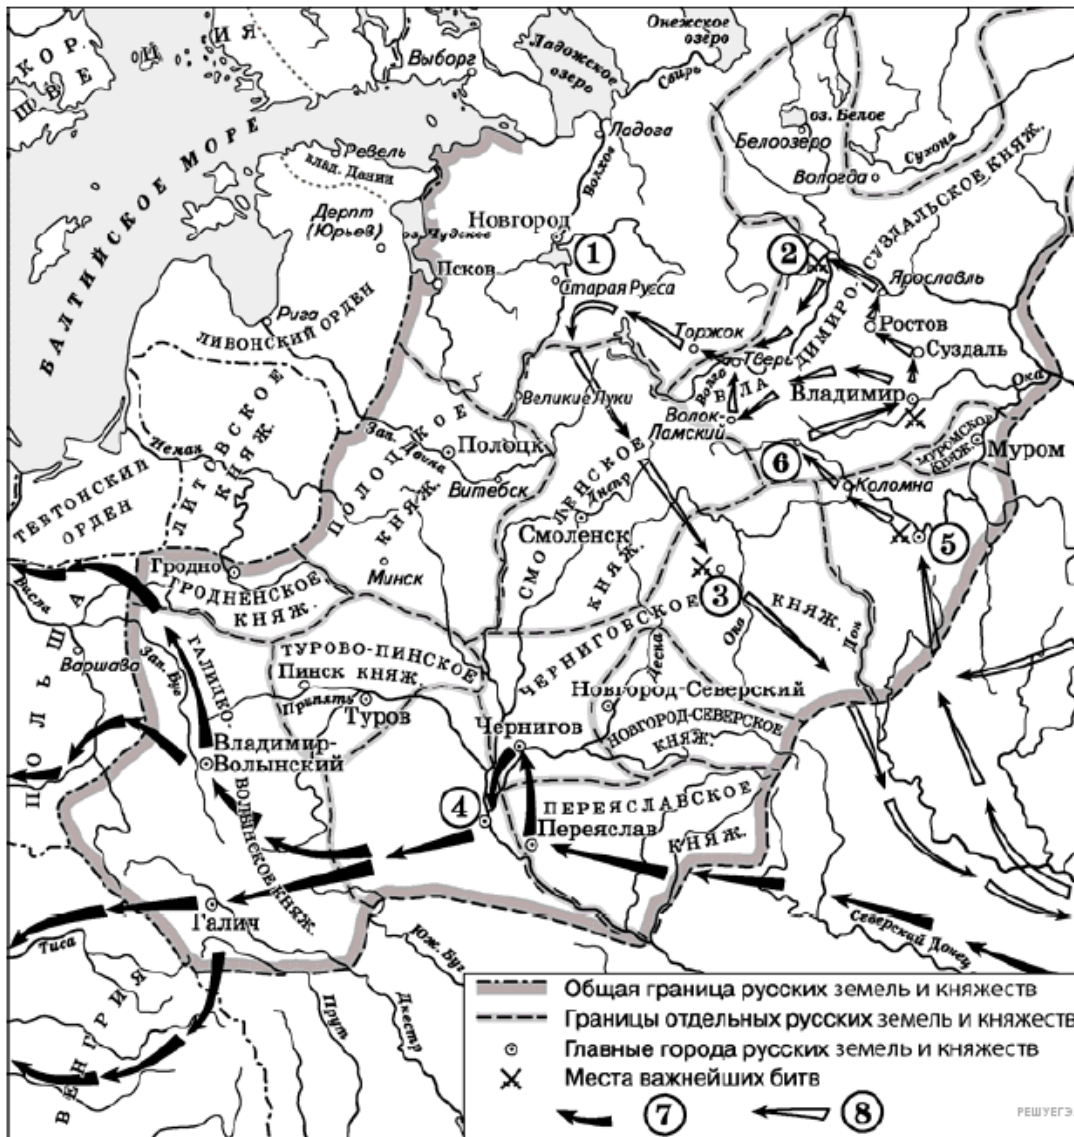 ШВЕ
КОР.
ИЯ
БАЛТИЙСКОЕ МОРЕ
Выборг
Ладожское
озеро
Онежское
озеро
Свирь
Ладога
Волхов
оз. Белое
Белоозеро
Вологда
Сухона
Ревель
влад. Дании
Дерпт
(Юрьев)
оз. Чудское
Псков
Новгород
1
Старая Русса
2
ВЛАДИМИРО-СУЗДАЛЬСКОЕ КНЯЖ.
Ярославль
Ростов
Суздаль
Владимир
Ока
Рига
ЛИВОНСКИЙ ОРДЕН
Торжок
Тверь
Волга
Волок-
Ламский
Великие Луки
ЛИТОВСКОЕ
КНЯЖ.
Неман
ТЕВТОНСКИЙ
ОРДЕН
Зап. Двина
Полоцк
Витебск
ПОЛОЦКОЕ
КНЯЖ.
Минск
СМОЛЕНСКОЕ
КНЯЖ.
Днепр
Смоленск
6
Коломна
МУРОМСКОЕ
КНЯЖ.
Муром
5
3
Ока
Дон
Гродно
ГРОДНЕНСКОЕ
КНЯЖ.
Висла
Варшава
ПОЛЬША
Зап. Буг
ГАЛИЦКО-
ВОЛЫНСКОЕ КНЯЖ.
ТУРОВО-ПИНСКОЕ
КНЯЖ.
Пинск
Припять
Туров
ЧЕРНИГОВСКОЕ
КНЯЖ.
Десна
Новгород-Северский
НОВГОРОД-СЕВЕРСКОЕ
КНЯЖ.
Чернигов
Владимир-
Волынский
4
ПЕРЕЯСЛАВСКОЕ
КНЯЖ.
Переяслав
Галич
Тиса
ВЕНГРИЯ
Прут
Днестр
Юж. Буг
Северский Донец
Общая граница русских земель и княжеств
Границы отдельных русских земель и княжеств
Главные города русских земель и княжеств
Места важнейших битв
7
8
РЕШУЕГЭ.